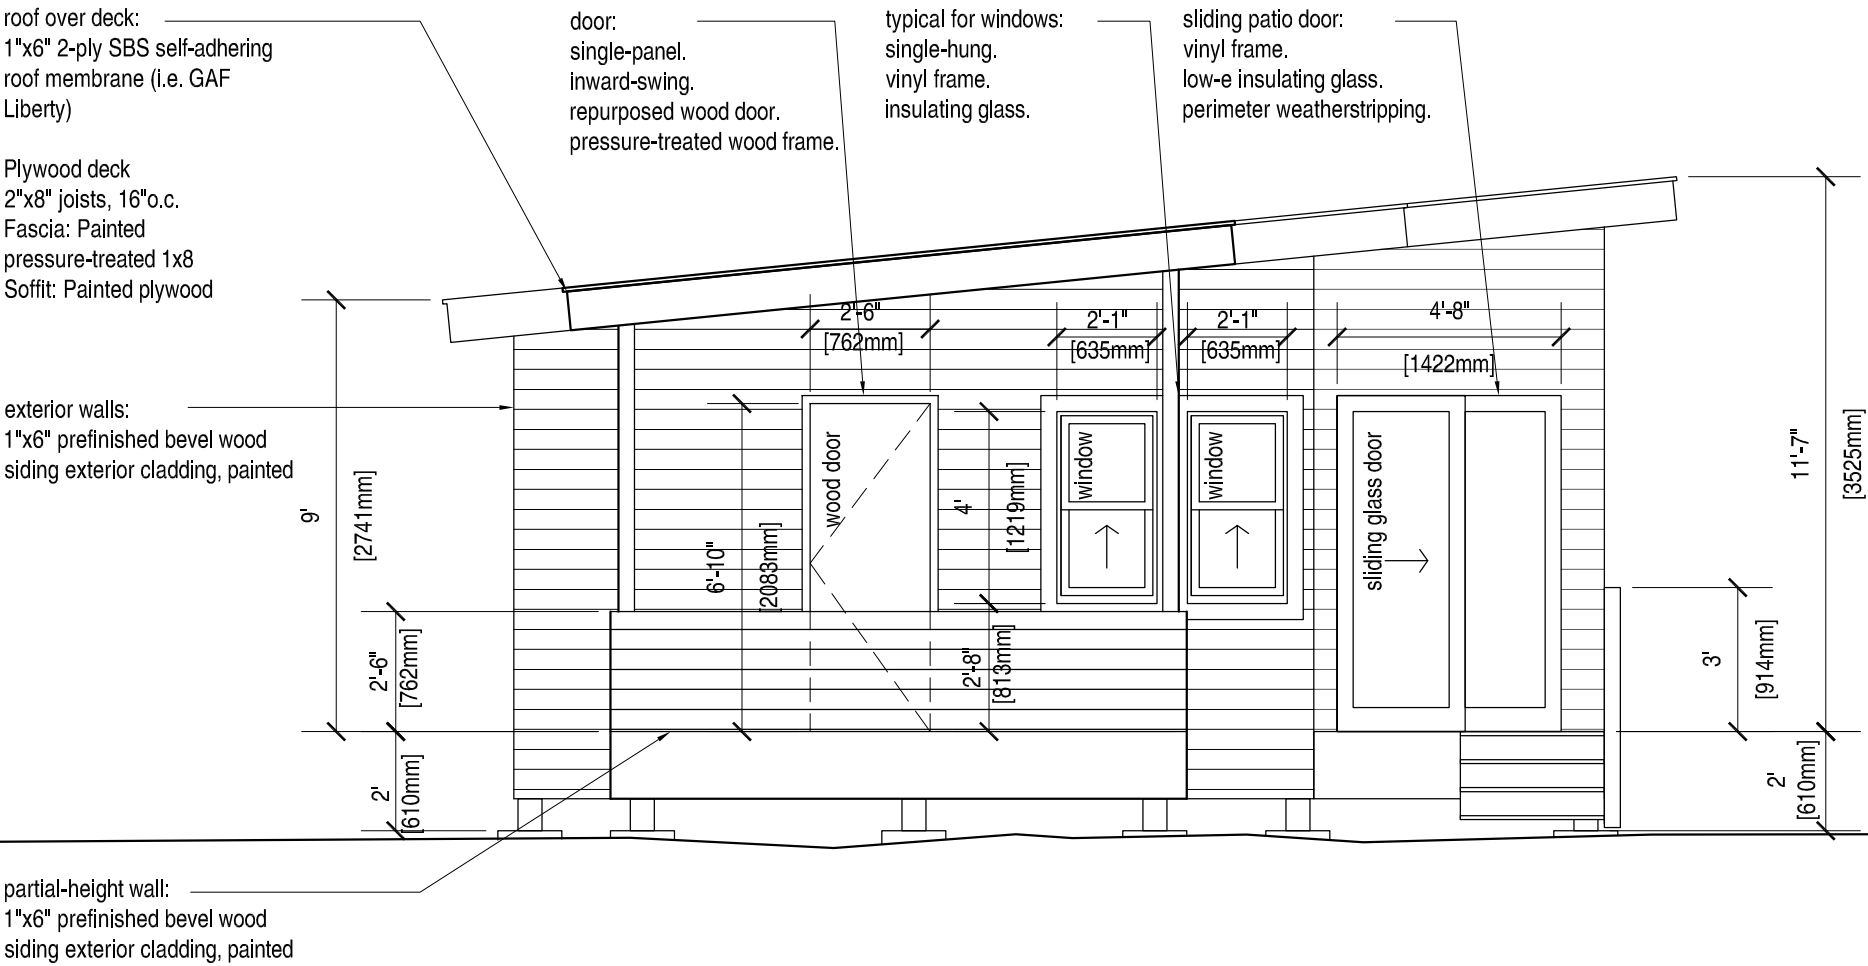 roof over deck:
1"x6" 2-ply SBS self-adhering
roof membrane (i.e. GAF
Liberty)
Plywood deck
2"x8" joists, 16"o.c.
Fascia: Painted
pressure-treated 1x8
Soffit: Painted plywood
door:
single-panel.
inward-swing.
repurposed wood door.
pressure-treated wood frame.
typical for windows:
single-hung.
vinyl frame.
insulating glass.
sliding patio door:
vinyl frame.
low-e insulating glass.
perimeter weatherstripping.
2'-6"
[762mm]
2'-1"
[635mm]
2'-1"
[635mm]
4'-8"
[1422mm]
exterior walls:
1"x6" prefinished bevel wood
siding exterior cladding, painted
9'
[2741mm]
2'-6"
[762mm]
2'
[610mm]
6'-10"
[2083mm]
wood door
4'
[1219mm]
2'-8"
[813mm]
window
window
sliding glass door
11'-7"
[3525mm]
3'
[914mm]
2'
[610mm]
partial-height wall:
1"x6" prefinished bevel wood
siding exterior cladding, painted